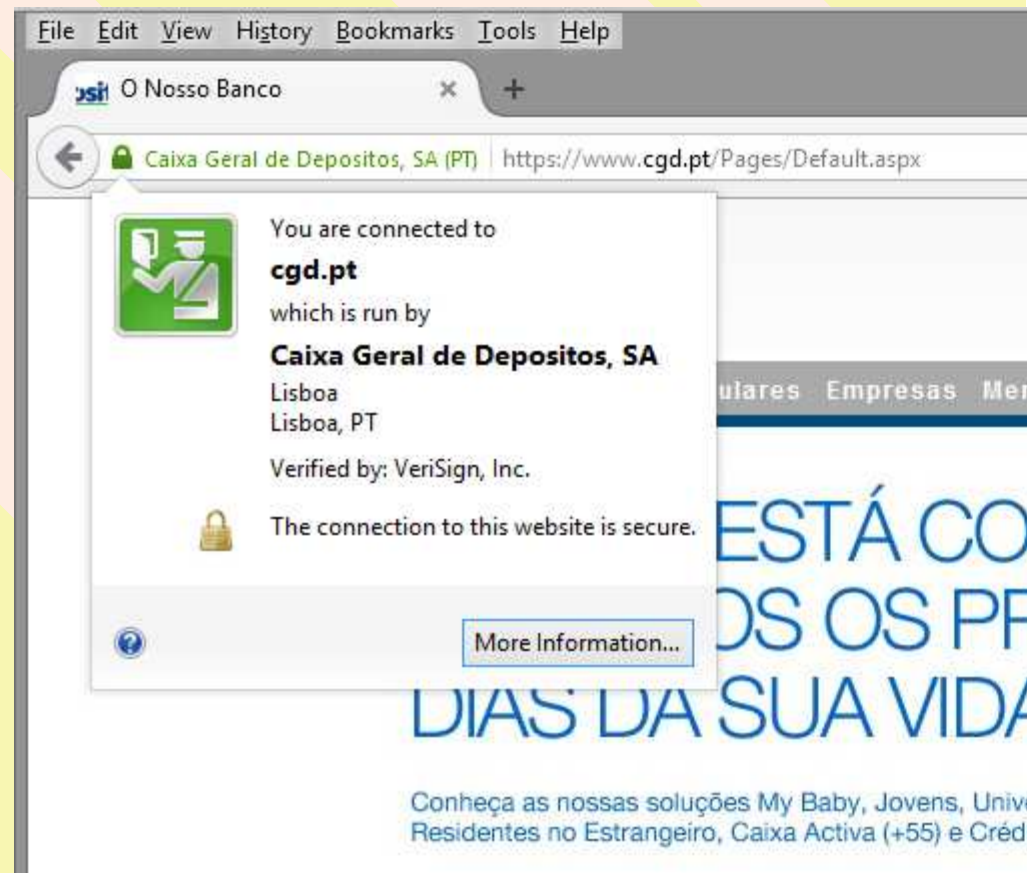 File Edit View History Bookmarks Tools Help
O Nosso Banco
Caixa Geral de Depositos, SA (PT) https://www.cgd.pt/Pages/Default.aspx
You are connected to
cgd.pt
which is run by
Caixa Geral de Depositos, SA
Lisboa
Lisboa, PT
Verified by: VeriSign, Inc.
The connection to this website is secure.
More Information...
ulares Empresas Mer
ESTÁ CO
OS OS PR
DIAS DA SUA VIDA
Conheça as nossas soluções My Baby, Jovens, Unive
Residentes no Estrangeiro, Caixa Activa (+55) e Créd